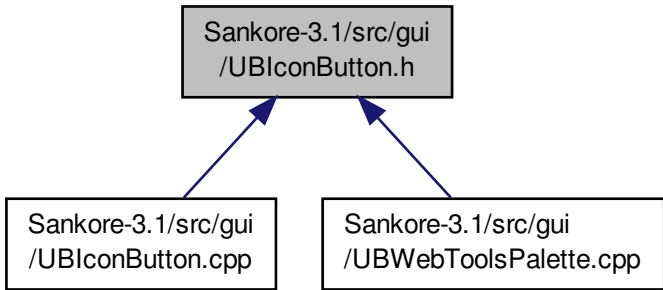 Sankore-3.1/src/gui
/UBIconButton.h
Sankore-3.1/src/gui
/UBIconButton.cpp
Sankore-3.1/src/gui
/UBWebToolsPalette.cpp